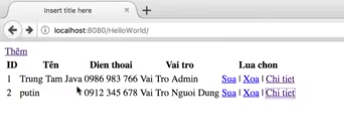 Insert title here
localhost:8080/HelloWorld/
Thêm
ID Tên Dien thoai Vai tro Lua chon
1 Trung Tam Java 0986 983 766 Vai Tro Admin Sua | Xoa | Chi tiet
2 putin 0912 345 678 Vai Tro Nguoi Dung Sua | Xoa | Chi tiet